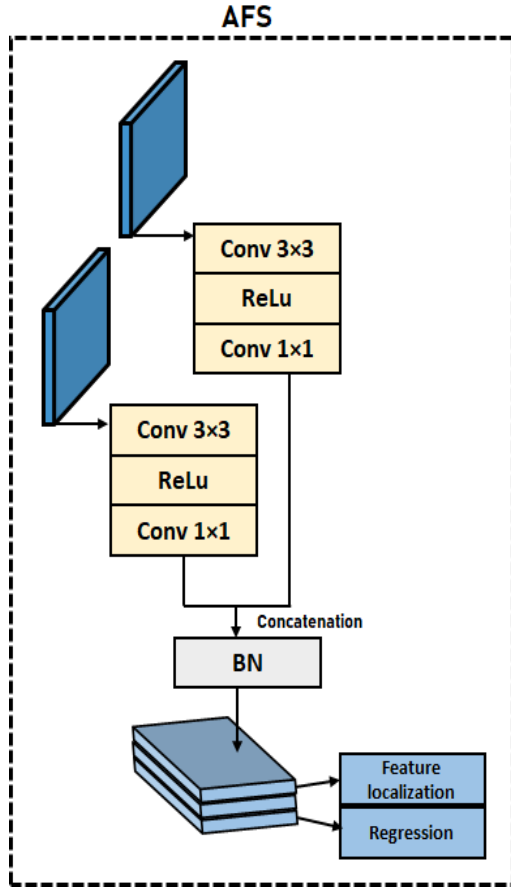 AFS
Conv 3×3
ReLu
Conv 1×1
Conv 3×3
ReLu
Conv 1×1
Concatenation
BN
Feature
localization
Regression